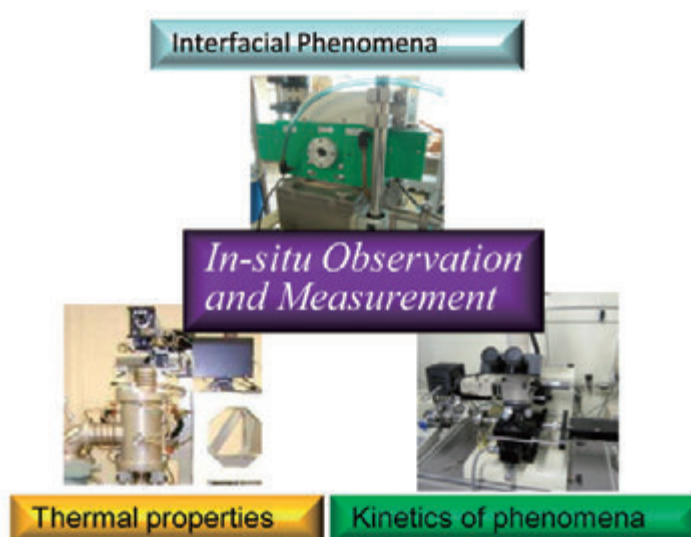 Interfacial Phenomena
In-situ Observation
and Measurement
Thermal properties
Kinetics of phenomena